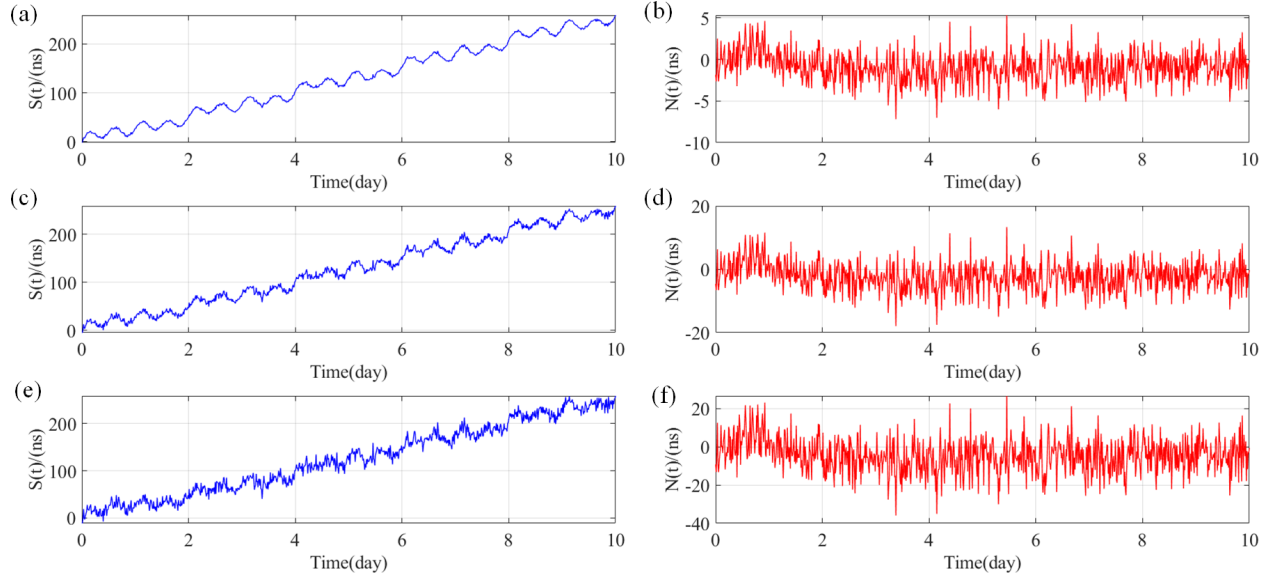 (a)
S(t)/(ns)
200
100
0
0 2 4 6 8 10
Time(day)
(b)
N(t)/(ns)
5
0
-5
-10
0 2 4 6 8 10
Time(day)
(c)
S(t)/(ns)
200
100
0
0 2 4 6 8 10
Time(day)
(d)
N(t)/(ns)
20
0
-20
0 2 4 6 8 10
Time(day)
(e)
S(t)/(ns)
200
100
0
0 2 4 6 8 10
Time(day)
(f)
N(t)/(ns)
20
0
-20
-40
0 2 4 6 8 10
Time(day)